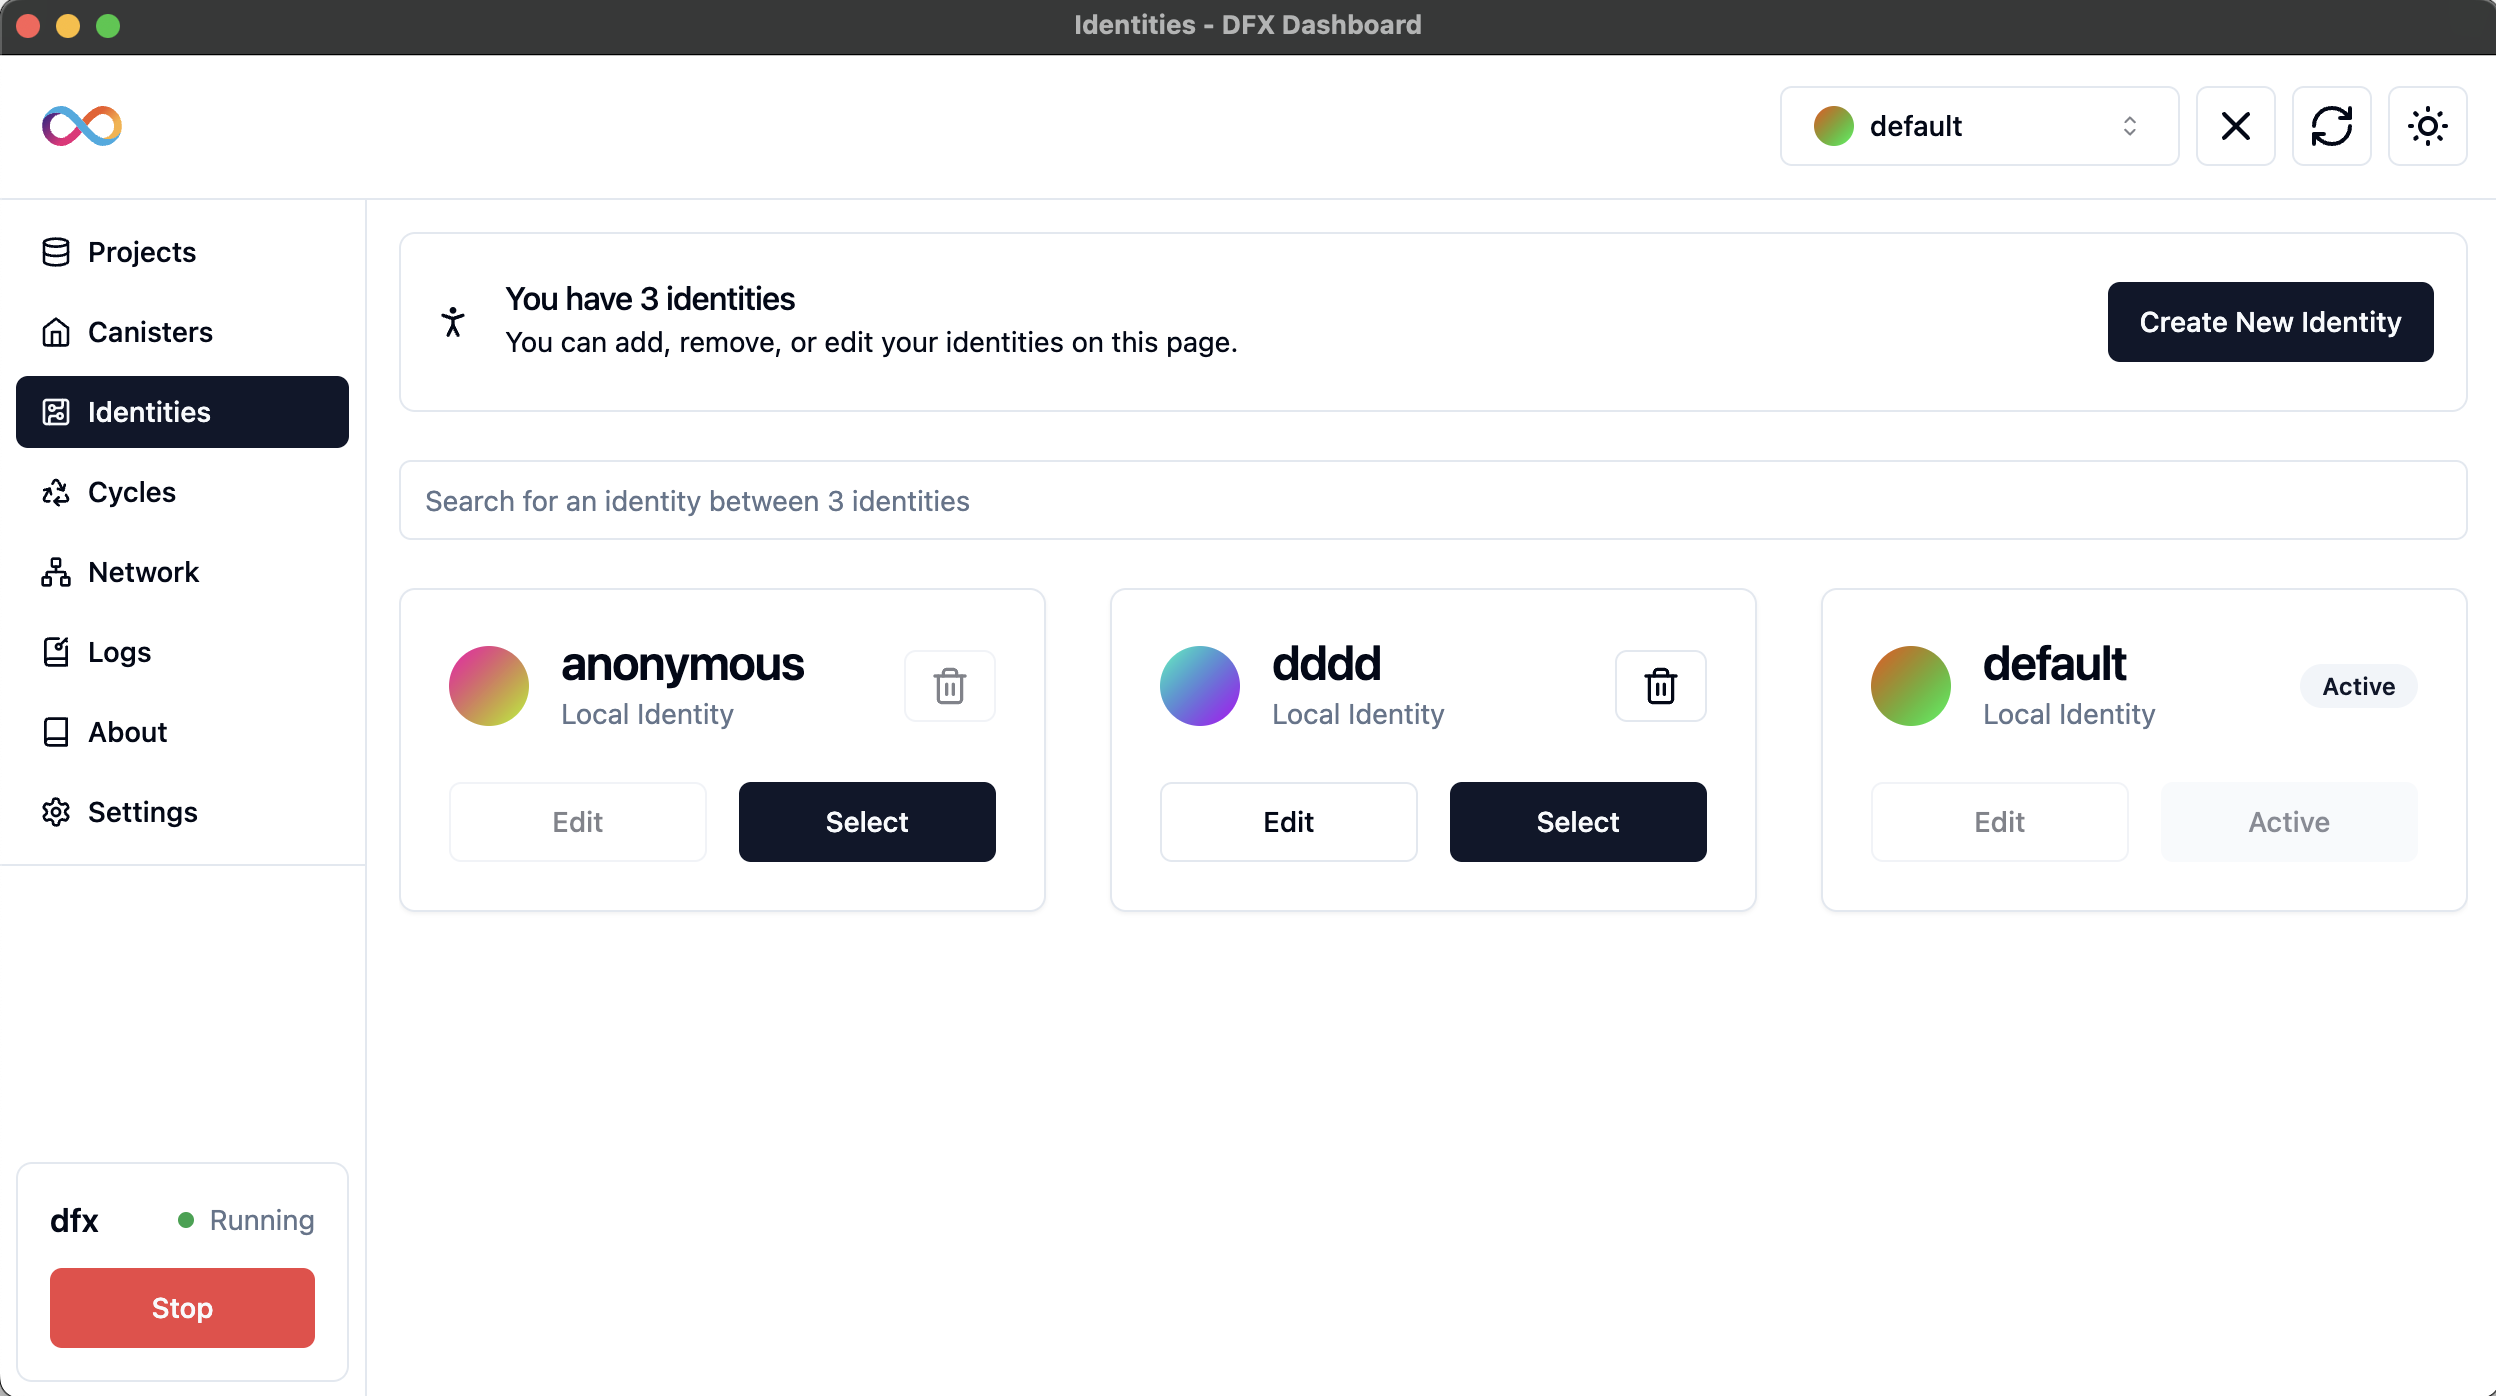 Identities - DFX Dashboard
default
Projects
Canisters
Identities
Cycles
Network
Logs
About
Settings
You have 3 identities
You can add, remove, or edit your identities on this page.
Create New Identity
Search for an identity between 3 identities
anonymous
Local Identity
Edit
Select
dddd
Local Identity
Edit
Select
default
Local Identity
Active
Edit
Active
dfx
Running
Stop